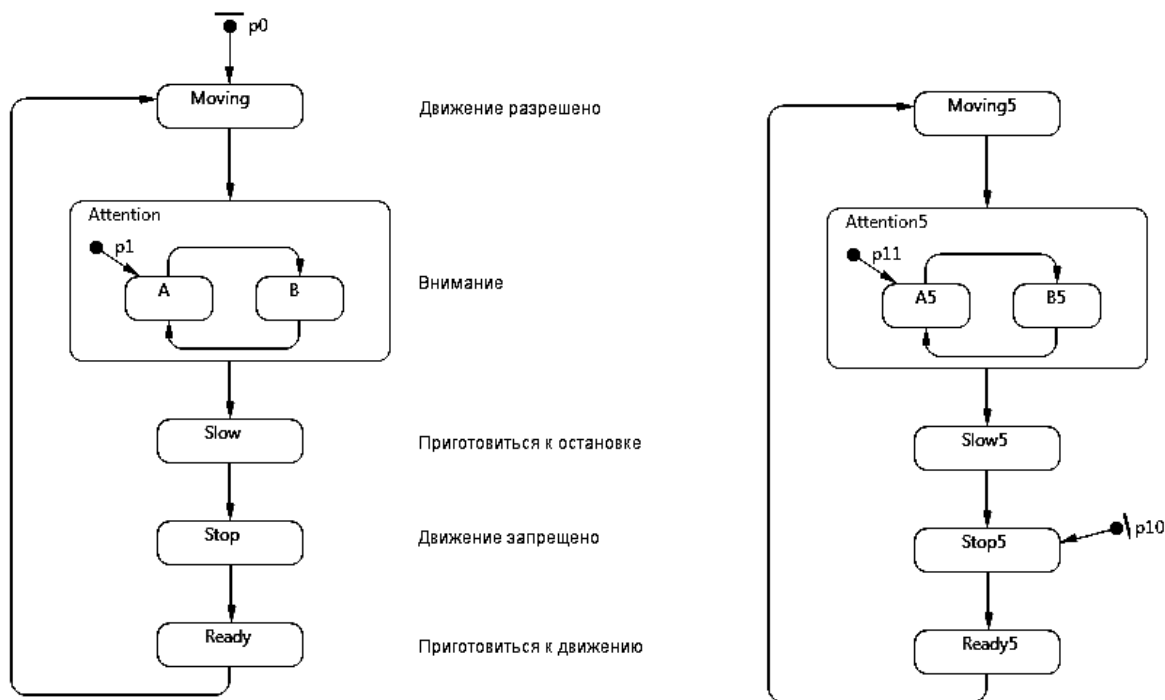 p0
Moving
Движение разрешено
Attention
p1
A
B
Внимание
Slow
Приготовиться к остановке
Stop
Движение запрещено
Ready
Приготовиться к движению
Moving5
Attention5
p11
A5
B5
Slow5
Stop5
p10
Ready5